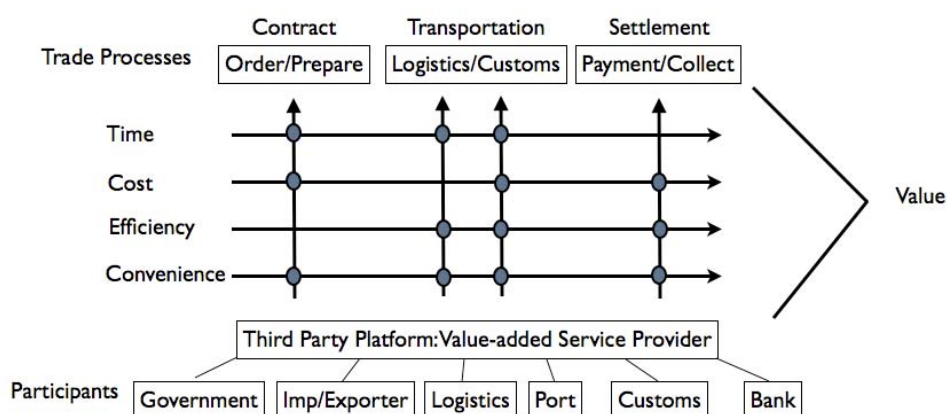 Contract Transportation Settlement
Trade Processes Order/Prepare Logistics/Customs Payment/Collect
Time
Cost
Value
Efficiency
Convenience
Third Party Platform:Value-added Service Provider
Participants Government Imp/Exporter Logistics Port Customs Bank